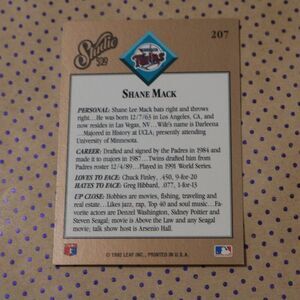 Studio '92
207
TWINS
SHANE MACK
PERSONAL: Shane Lee Mack bats right and throws
right...He was born 12/7/63 in Los Angeles, CA, and
now resides in Las Vegas, NV...Wife's name is Darleena
...Majored in History at UCLA, presently attending
University of Minnesota.
CAREER: Drafted and signed by the Padres in 1984 and
made it to majors in 1987...Twins drafted him from
Padres roster 12/4/89...Played in 1991 World Series.
LOVES TO FACE: Chuck Finley, .450, 9-for-20
HATES TO FACE: Greg Hibbard, .077, 1-for-13
UP CLOSE: Hobbies are movies, fishing, traveling and
real estate...Likes jazz, rap, Top 40 and soul music...Fa-
vorite actors are Denzel Washington, Sidney Poitier and
Steven Seagal; movie is Above the Law and any Seagal
movie; talk show host is Arsenio Hall.
© 1992 LEAF INC., PRINTED IN U.S.A.